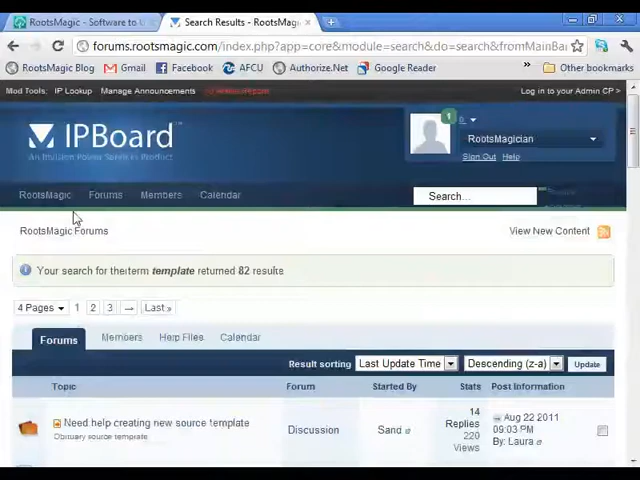 RootsMagic - Software to U
Search Results - RootsMagi
forums.rootsmagic.com/index.php?app=core&module=search&do=search&fromMainBa
RootsMagic Blog Gmail Facebook AFCU Authorize.Net Google Reader » Other bookmarks
Mod Tools: IP Lookup Manage Announcements Log in to your Admin CP >
IPBoard
An Invision Power Services Product
1
RootsMagician
Sign Out Help
RootsMagic Forums Members Calendar Search...
RootsMagic Forums View New Content
Your search for the term template returned 82 results
4 Pages 1 2 3 → Last »
Forums Members Help Files Calendar
Result sorting Last Update Time Descending (z-a) Update
Topic Forum Started By Stats Post Information
Need help creating new source template
Obituary source template
Discussion
Sand
14
Replies
220
Views
Aug 22 2011
09:03 PM
By: Laura